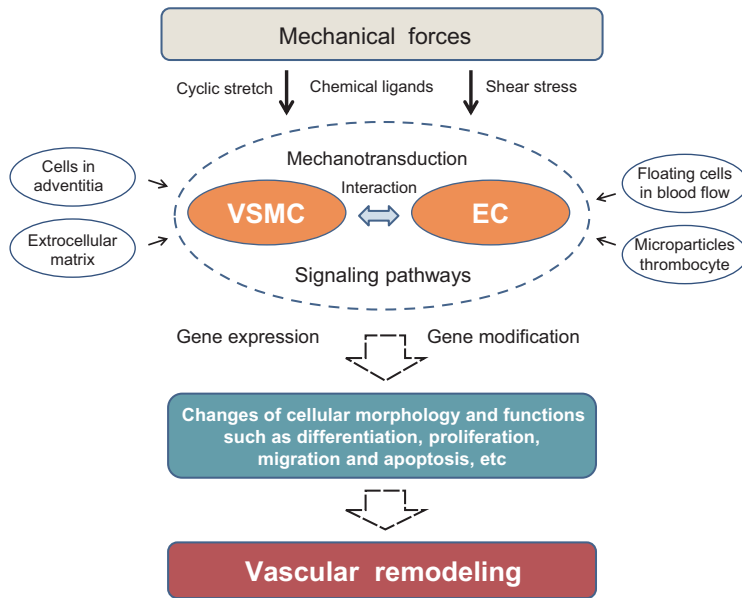 Mechanical forces
Cyclic stretch
Chemical ligands
Shear stress
Mechanotransduction
Cells in
adventitia
Extrocellular
matrix
VSMC
Interaction
EC
Floating cells
in blood flow
Microparticles
thrombocyte
Signaling pathways
Gene expression
Gene modification
Changes of cellular morphology and functions
such as differentiation, proliferation,
migration and apoptosis, etc
Vascular remodeling